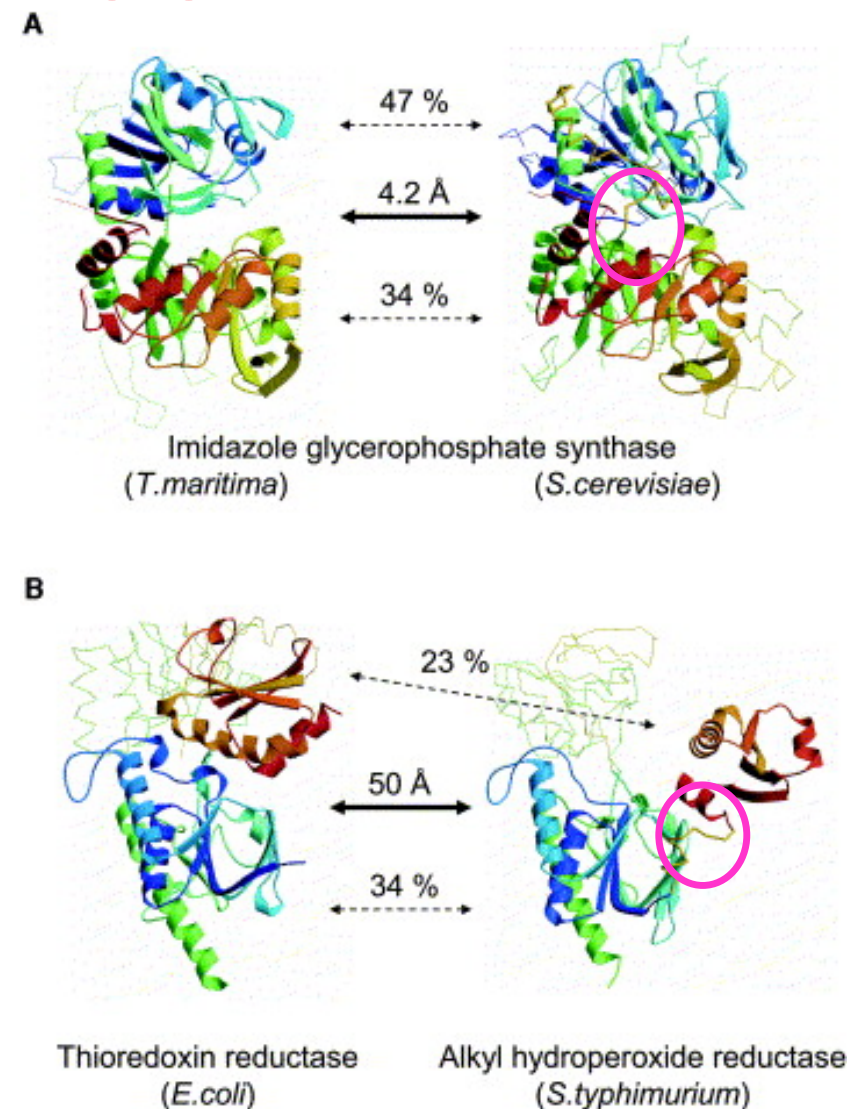 A
47 %
4.2 Å
34 %
Imidazole glycerophosphate synthase
(T.maritima) (S.cerevisiae)
B
23 %
50 Å
34 %
Thioredoxin reductase Alkyl hydroperoxide reductase
(E.coli) (S.typhimurium)